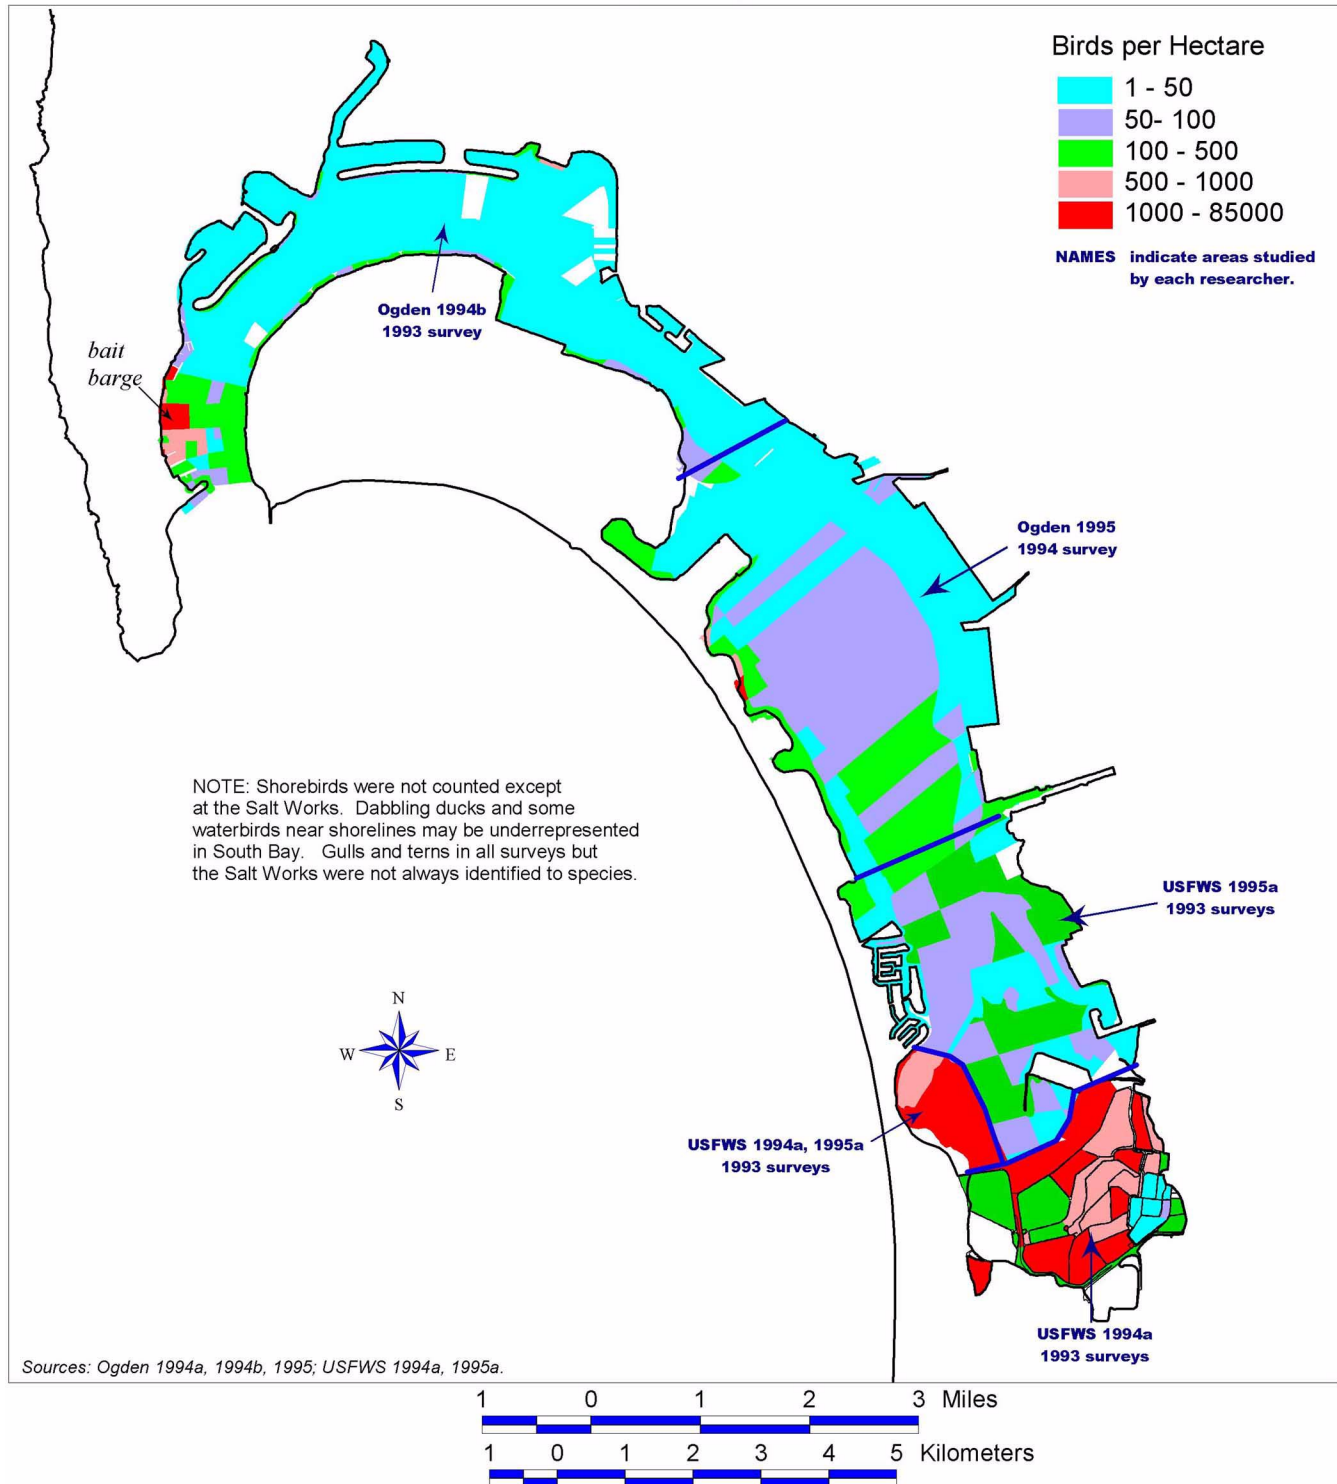 Birds per Hectare
1 - 50
50- 100
100 - 500
500 - 1000
1000 - 85000
NAMES indicate areas studied
by each researcher.
Ogden 1994b
1993 survey
bait
barge
Ogden 1995
1994 survey
NOTE: Shorebirds were not counted except
at the Salt Works. Dabbling ducks and some
waterbirds near shorelines may be underrepresented
in South Bay. Gulls and terns in all surveys but
the Salt Works were not always identified to species.
USFWS 1995a
1993 surveys
N
W E
S
USFWS 1994a, 1995a
1993 surveys
USFWS 1994a
1993 surveys
Sources: Ogden 1994a, 1994b, 1995; USFWS 1994a, 1995a.
1 0 1 2 3 Miles
1 0 1 2 3 4 5 Kilometers